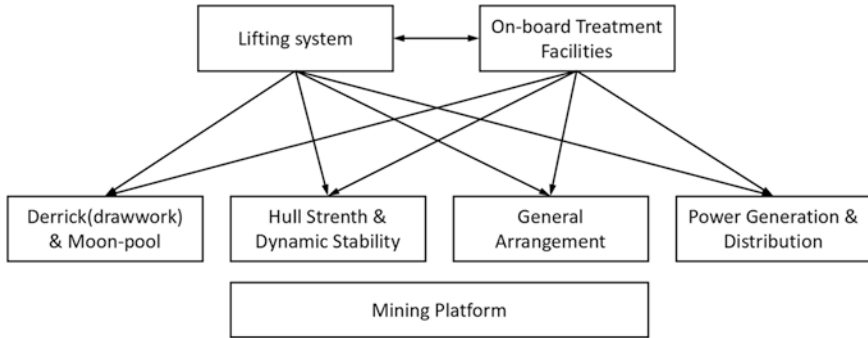 Lifting system
On-board Treatment
Facilities
Derrick(drawwork)
& Moon-pool
Hull Strenth &
Dynamic Stability
General
Arrangement
Power Generation &
Distribution
Mining Platform